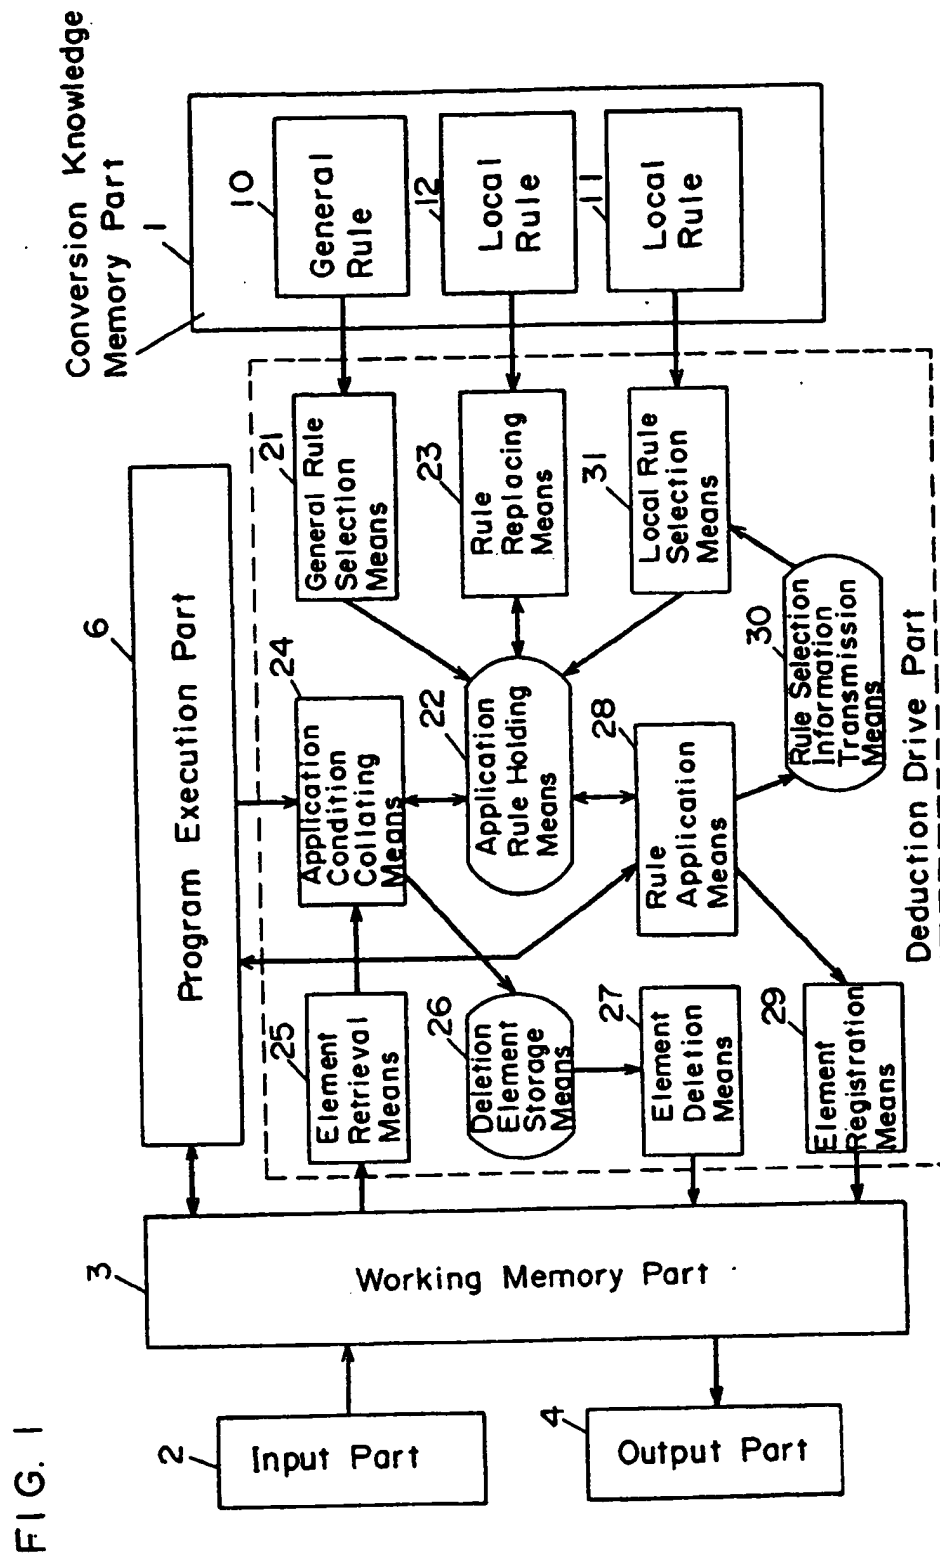 FIG. 1
Conversion Knowledge
Memory Part
1
6
Program Execution Part
3
Working Memory Part
2
Input Part
4
Output Part
25
Element
Retrieval
Means
24
Application
Condition
Collating
Means
21
General Rule
Selection
Means
10
General
Rule
26
Deletion
Element
Storage
Means
22
Application
Rule Holding
Means
23
Rule
Replacing
Means
12
Local
Rule
27
Element
Deletion
Means
28
Rule
Application
Means
31
Local Rule
Selection
Means
11
Local
Rule
29
Element
Registration
Means
30
Rule Selection
Information
Transmission
Means
Deduction Drive Part